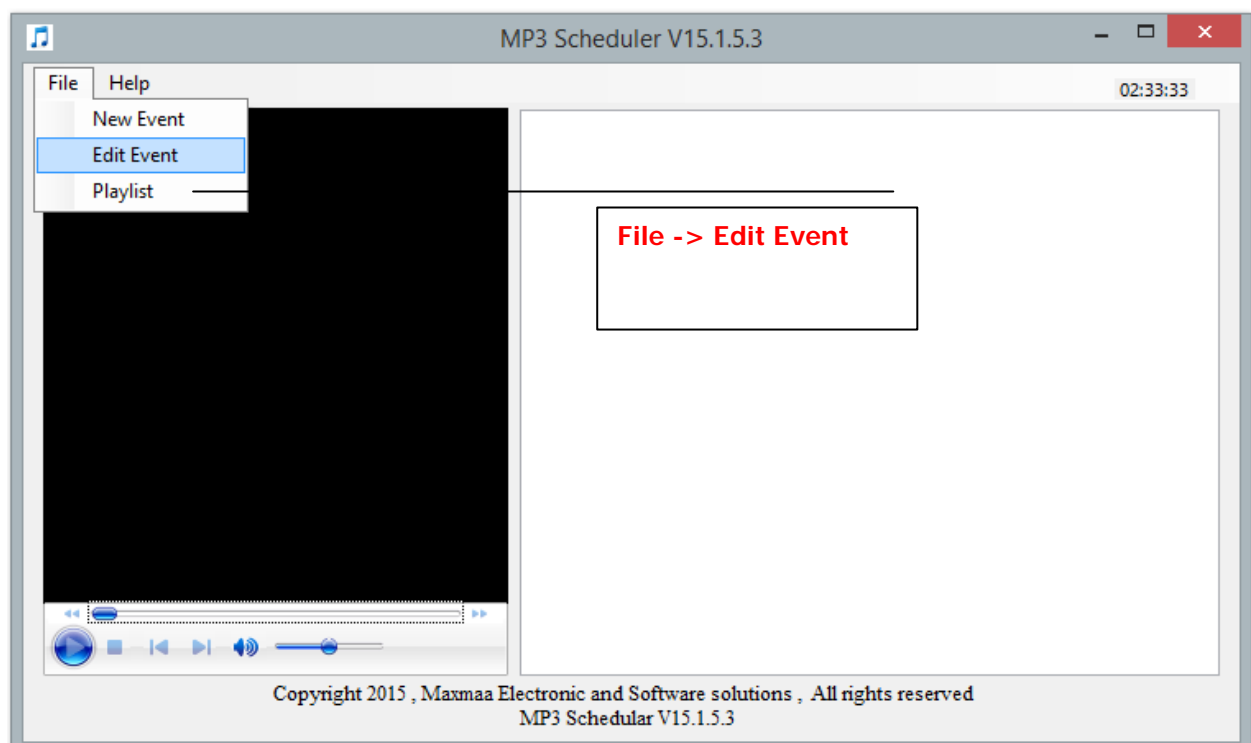 MP3 Scheduler V15.1.5.3
File Help
02:33:33
New Event
Edit Event
Playlist
File -> Edit Event
Copyright 2015 , Maxmaa Electronic and Software solutions , All rights reserved
MP3 Schedular V15.1.5.3